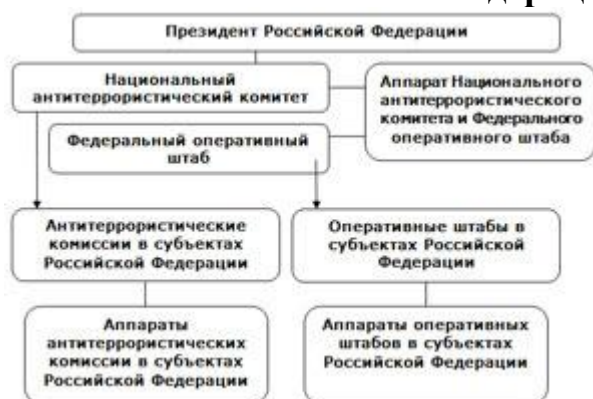 Президент Российской Федерации
Национальный
антитеррористический комитет
Аппарат Национального
антитеррористического
комитета и Федерального
оперативного штаба
Федеральный оперативный
штаб
Антитеррористические
комиссии в субъектах
Российской Федерации
Оперативные штабы в
субъектах Российской
Федерации
Аппараты
антитеррористических
комиссии в субъектах
Российской Федерации
Аппараты оперативных
штабов в субъектах
Российской Федерации